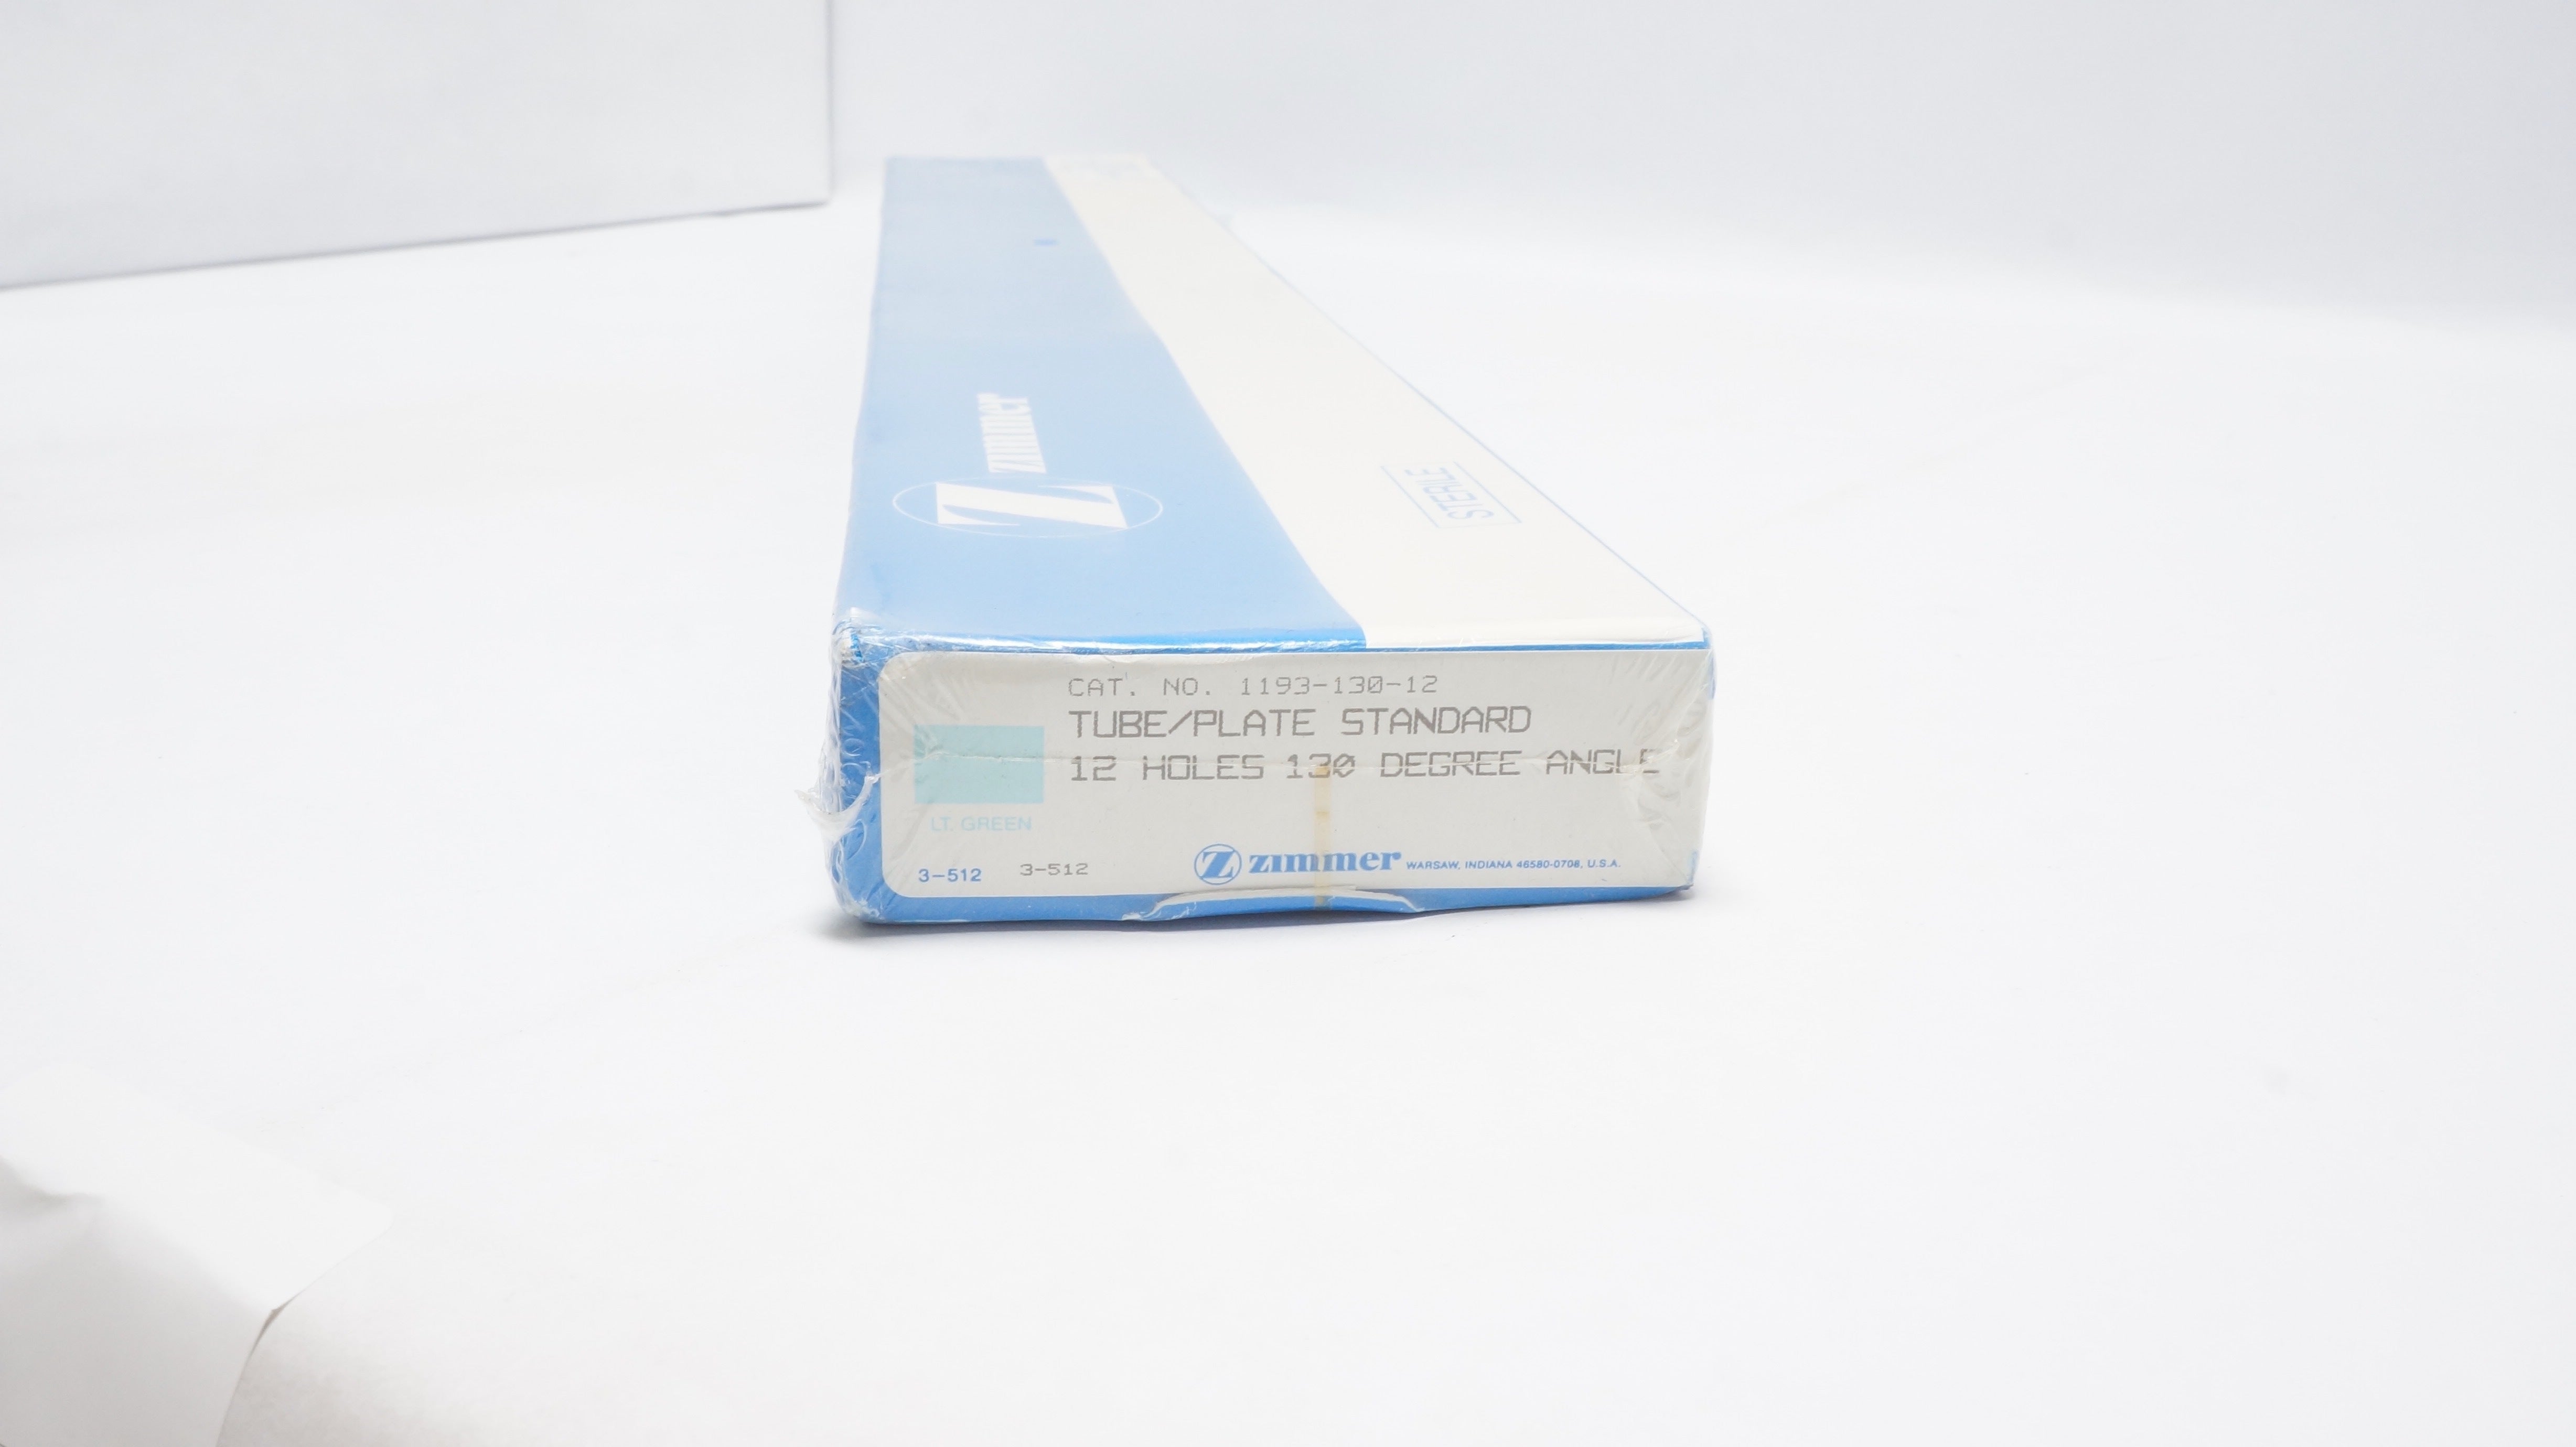 zimmer
STERILE
CAT. NO. 1193-130-12
TUBE/PLATE STANDARD
12 HOLES 130 DEGREE ANGLE
LT. GREEN
3-512 3-512 Z zimmer WARSAW, INDIANA 46580-0708, U.S.A.